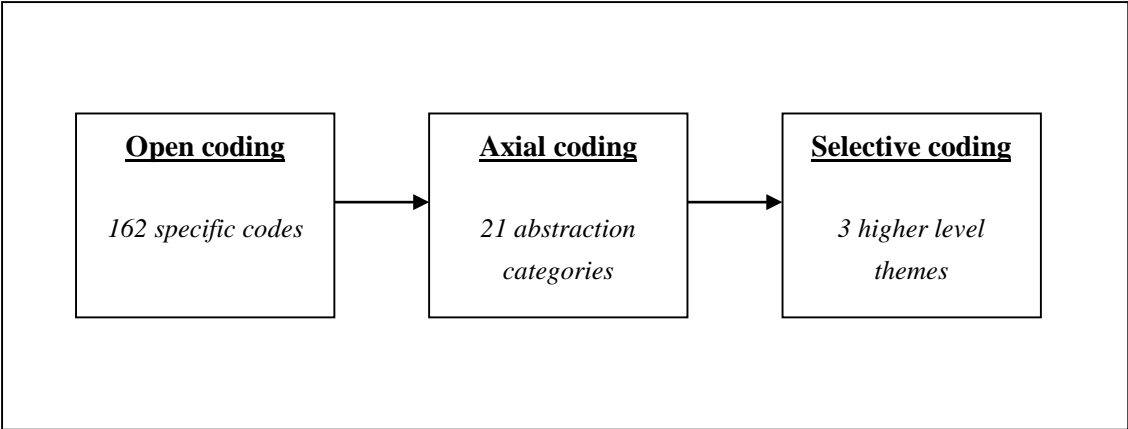 Open coding
162 specific codes
Axial coding
21 abstraction
categories
Selective coding
3 higher level
themes